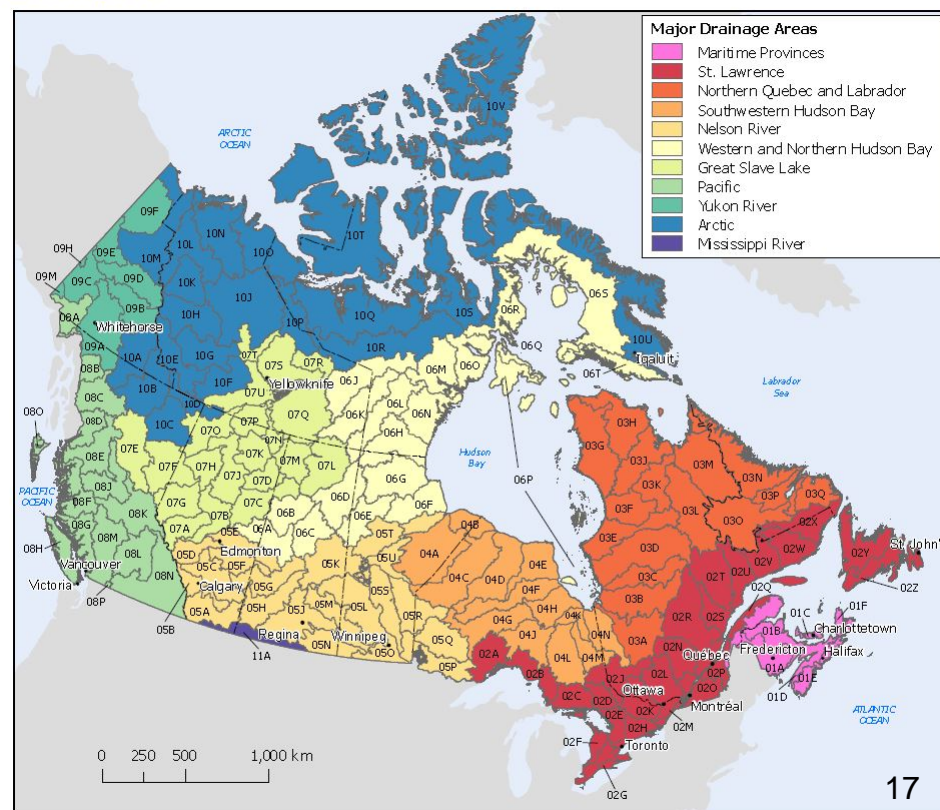 Major Drainage Areas
Maritime Provinces
St. Lawrence
Northern Quebec and Labrador
Southwestern Hudson Bay
Nelson River
Western and Northern Hudson Bay
Great Slave Lake
Pacific
Yukon River
Arctic
Mississippi River
ARCTIC
OCEAN
10V
09F
10L
10N
10T
09H
09E
10M
10O
09M
10K
06S
09C
09D
10J
10P
10Q
10S
06R
08A
09B
10H
10U
Whitehorse
06Q
Iqaluit
09A
10A
10E
10G
07T
07S
07R
10R
06M
06O
06T
08B
10B
10F
07U
Yellowknife
06J
Labrador
Sea
08C
10D
06K
06L
06N
08O
08D
10C
07O
07P
07Q
03G
03H
07E
07N
06H
Hudson
Bay
03J
03M
08E
07F
07H
07K
07M
07L
03K
03N
03P
03Q
PACIFIC
OCEAN
08J
07J
06G
06P
08F
07G
07D
06D
03F
03L
03O
08G
08K
07B
07C
06B
06E
06F
02X
08H
08M
07A
05E
06A
06C
05T
04B
03E
St. John'
08L
Edmonton
05D
05F
05U
04A
03D
02W
02Y
Vancouver
08N
05C
05K
04E
02V
Victoria
Calgary
05G
05S
04C
04D
03C
02T
02U
02Z
08P
05A
05H
05J
05M
05L
04F
02Q
05B
Regina
Winnipeg
05R
04G
04H
04K
03B
02R
02S
01C
01F
11A
05N
05O
05Q
04J
04N
03A
01B
Charlottetown
05P
02A
04L
04M
02N
Québec
Fredericton
Halifax
02B
02J
02L
02P
01A
01E
Ottawa
02O
01D
02C
02D
02K
Montréal
ATLANTIC
OCEAN
02E
02H
02M
02F
Toronto
02G
0 250 500 1,000 km
17